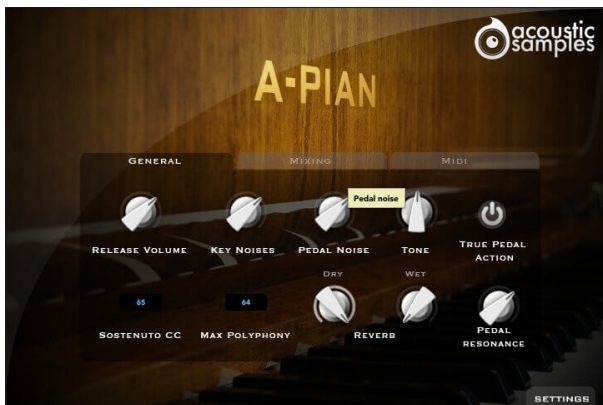 acoustic
samples
A-PIAN
GENERAL
MIXING
MIDI
Pedal noise
RELEASE VOLUME
KEY NOISES
PEDAL NOISE
TONE
TRUE PEDAL
ACTION
DRY
WET
65
64
SOSTENUTO CC
MAX POLYPHONY
REVERB
PEDAL
RESONANCE
SETTINGS